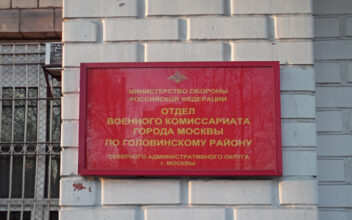 МИНИСТЕРСТВО ОБОРОНЫ
РОССИЙСКОЙ ФЕДЕРАЦИИ
ОТДЕЛ
ВОЕННОГО КОМИССАРИАТА
ГОРОДА МОСКВЫ
ПО ГОЛОВИНСКОМУ РАЙОНУ
СЕВЕРНОГО АДМИНИСТРАТИВНОГО ОКРУГА
г. МОСКВЫ